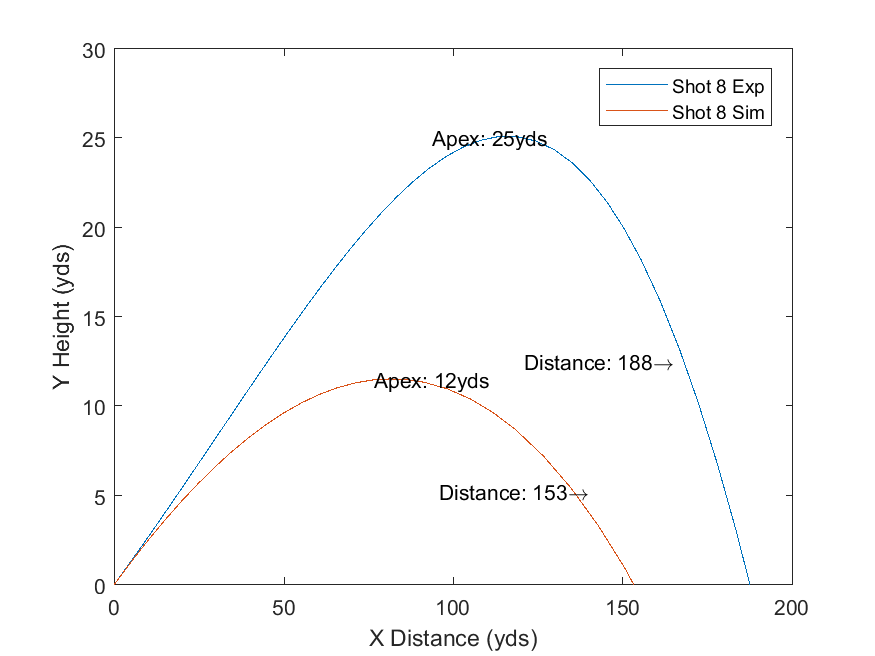 30
25
20
15
10
5
0
Y Height (yds)
Shot 8 Exp
Shot 8 Sim
Apex: 25yds
Distance: 188→
Apex: 12yds
Distance: 153→
0
50
100
150
200
X Distance (yds)